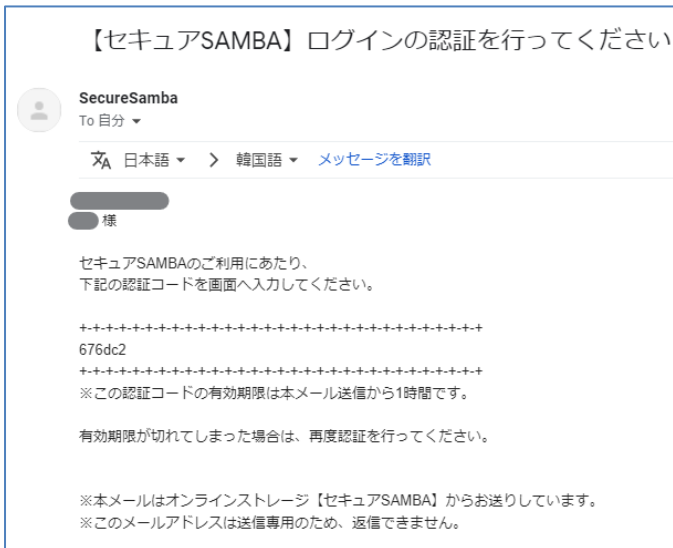 【セキュアSAMBA】ログインの認証を行ってください
SecureSamba
To 自分
日本語 > 韓国語 メッセージを翻訳
様
セキュアSAMBAのご利用にあたり、
下記の認証コードを画面へ入力してください。
+-+-+-+-+-+-+-+-+-+-+-+-+-+-+-+-+-+-+-+-+-+-+-+-+-+-+-+-+-+-+
676dc2
+-+-+-+-+-+-+-+-+-+-+-+-+-+-+-+-+-+-+-+-+-+-+-+-+-+-+-+-+-+-+
※この認証コードの有効期限は本メール送信から1時間です。
有効期限が切れてしまった場合は、再度認証を行ってください。
※本メールはオンラインストレージ【セキュアSAMBA】からお送りしています。
※このメールアドレスは送信専用のため、返信できません。